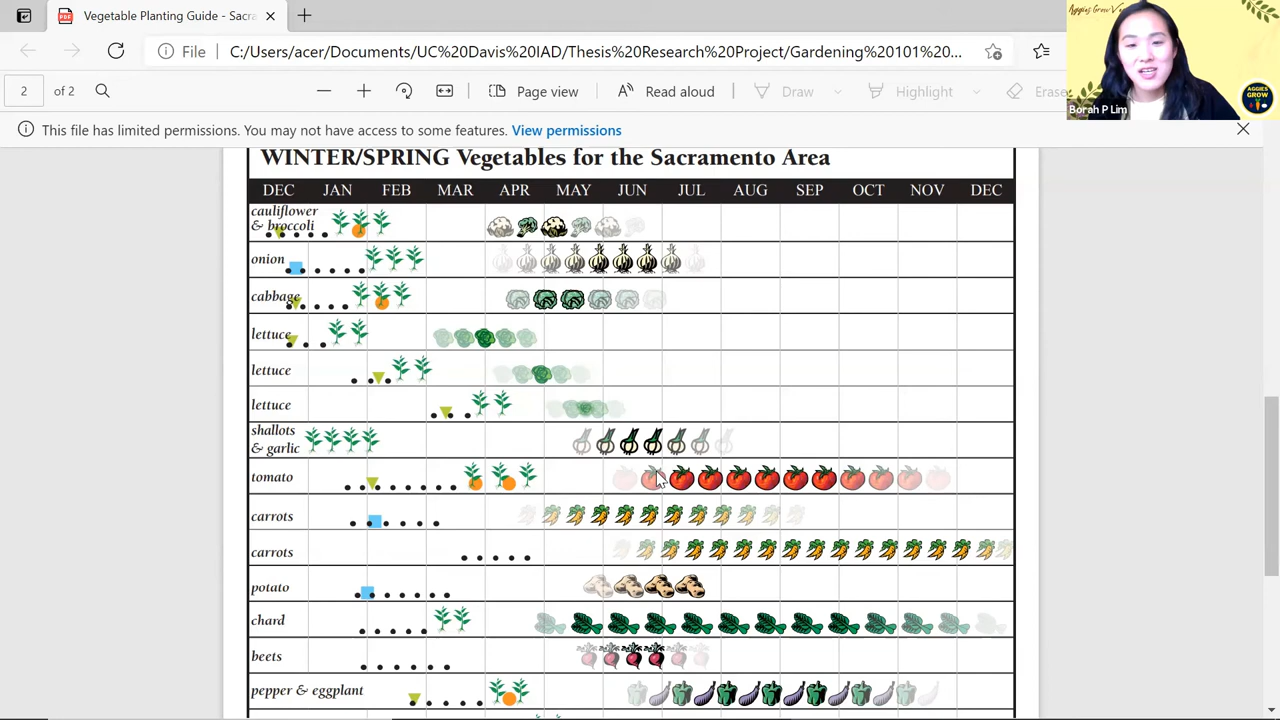 Vegetable Planting Guide - Sacra
File
C:/Users/acer/Documents/UC%20Davis%20IAD/Thesis%20Research%20Project/Gardening%20101%20...
2 of 2
Page view
Read aloud
Draw
Highlight
Erase
Borah P Lim
AGGIES GROW
This file has limited permissions. You may not have access to some features. View permissions
WINTER/SPRING Vegetables for the Sacramento Area
DEC JAN FEB MAR APR MAY JUN JUL AUG SEP OCT NOV DEC
cauliflower
& broccoli
onion
cabbage
lettuce
lettuce
lettuce
shallots
& garlic
tomato
carrots
carrots
potato
chard
beets
pepper & eggplant